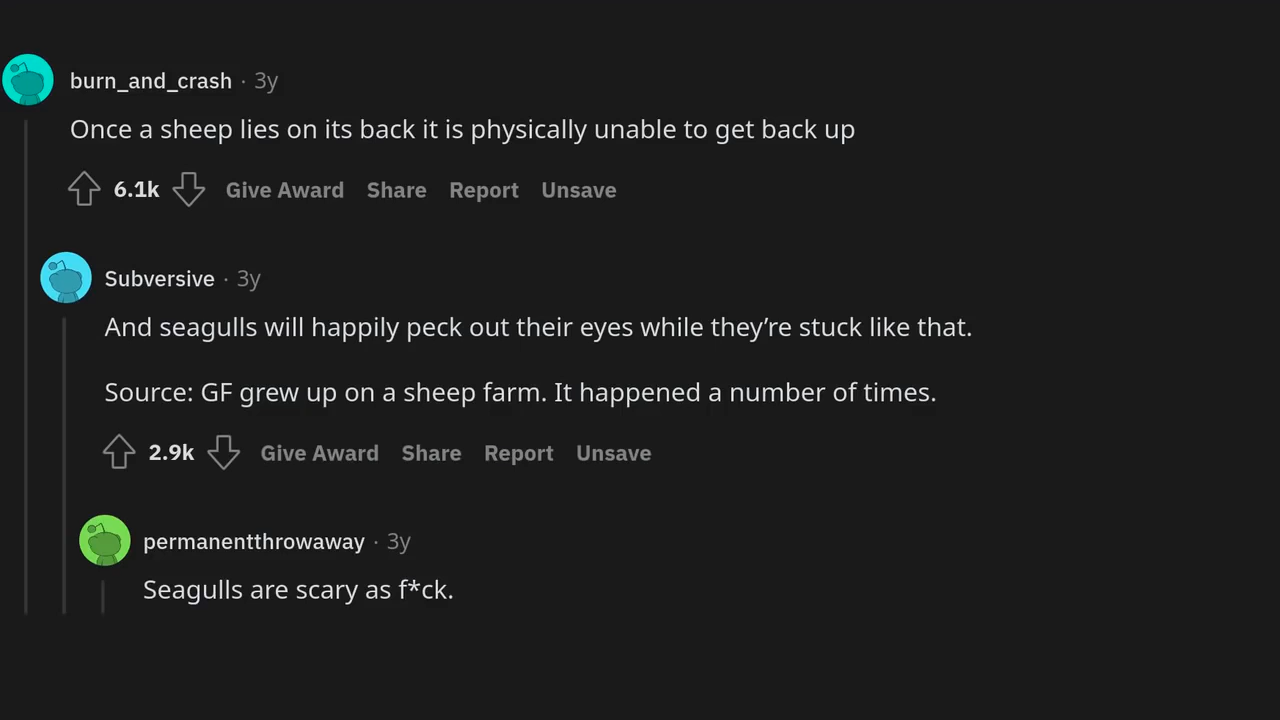 burn_and_crash · 3y
Once a sheep lies on its back it is physically unable to get back up
6.1k Give Award Share Report Unsave
Subversive · 3y
And seagulls will happily peck out their eyes while they’re stuck like that.
Source: GF grew up on a sheep farm. It happened a number of times.
2.9k Give Award Share Report Unsave
permanentthrowaway · 3y
Seagulls are scary as f*ck.